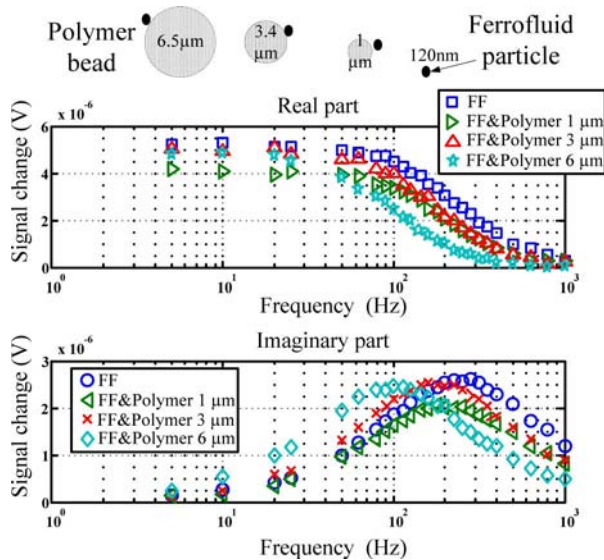 Polymer bead
6.5µm
3.4 µm
1 µm
120nm
Ferrofluid particle
Real part
x 10⁻⁶
Signal change (V)
6
4
2
0
FF
FF&Polymer 1 µm
FF&Polymer 3 µm
FF&Polymer 6 µm
10⁰
10¹
10²
10³
Frequency (Hz)
Imaginary part
x 10⁻⁶
Signal change (V)
3
2
1
0
FF
FF&Polymer 1 µm
FF&Polymer 3 µm
FF&Polymer 6 µm
10⁰
10¹
10²
10³
Frequency (Hz)